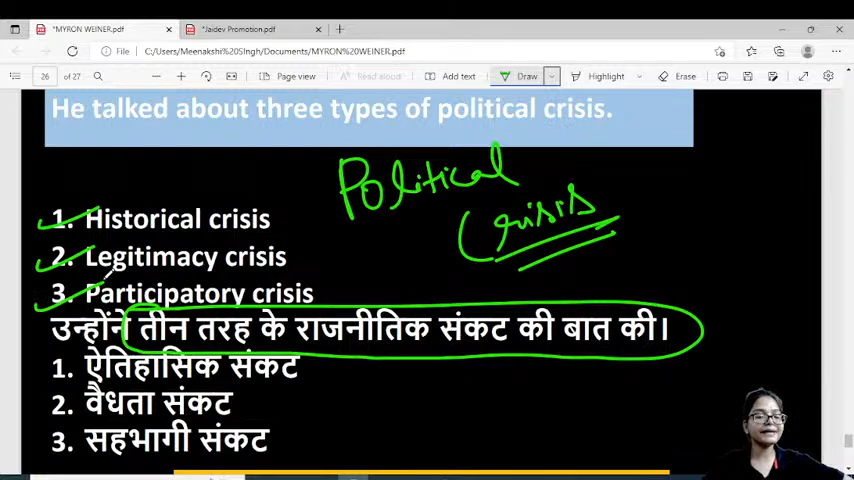 *MYRON WEINER.pdf
*Jaidev Promotion.pdf
File C:/Users/Meenakshi%20SIngh/Documents/MYRON%20WEINER.pdf
26 of 27 Page view Read aloud Add text Draw Highlight Erase
He talked about three types of political crisis.
Political
Crisis
1. Historical crisis
2. Legitimacy crisis
3. Participatory crisis
उन्होंने तीन तरह के राजनीतिक संकट की बात की।
1. ऐतिहासिक संकट
2. वैधता संकट
3. सहभागी संकट